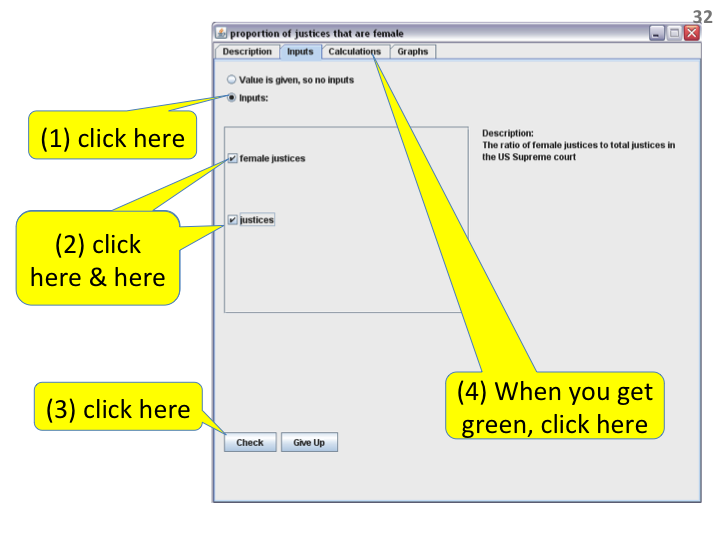 32
proportion of justices that are female
Description Inputs Calculations Graphs
Value is given, so no inputs
Inputs:
(1) click here
Description:
The ratio of female justices to total justices in
the US Supreme court
female justices
justices
(2) click
here & here
(3) click here
(4) When you get
green, click here
Check Give Up